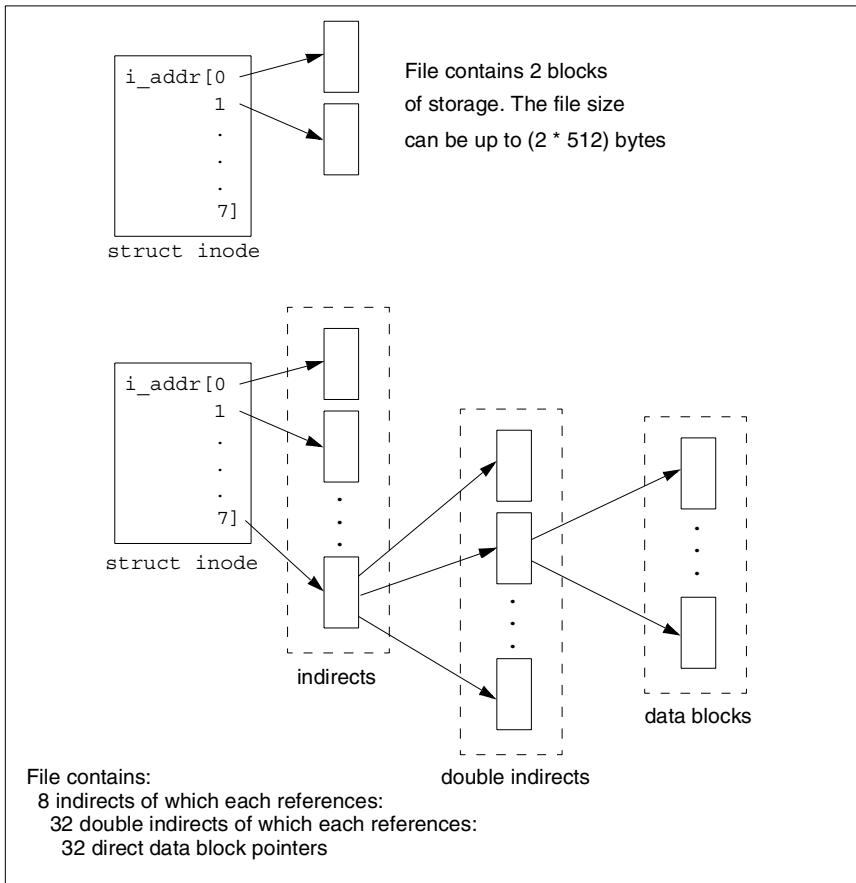 i_addr[0
1
.
.
.
7]
struct inode
File contains 2 blocks
of storage. The file size
can be up to (2 * 512) bytes
i_addr[0
1
.
.
.
7]
struct inode
indirects
double indirects
data blocks
File contains:
8 indirects of which each references:
32 double indirects of which each references:
32 direct data block pointers